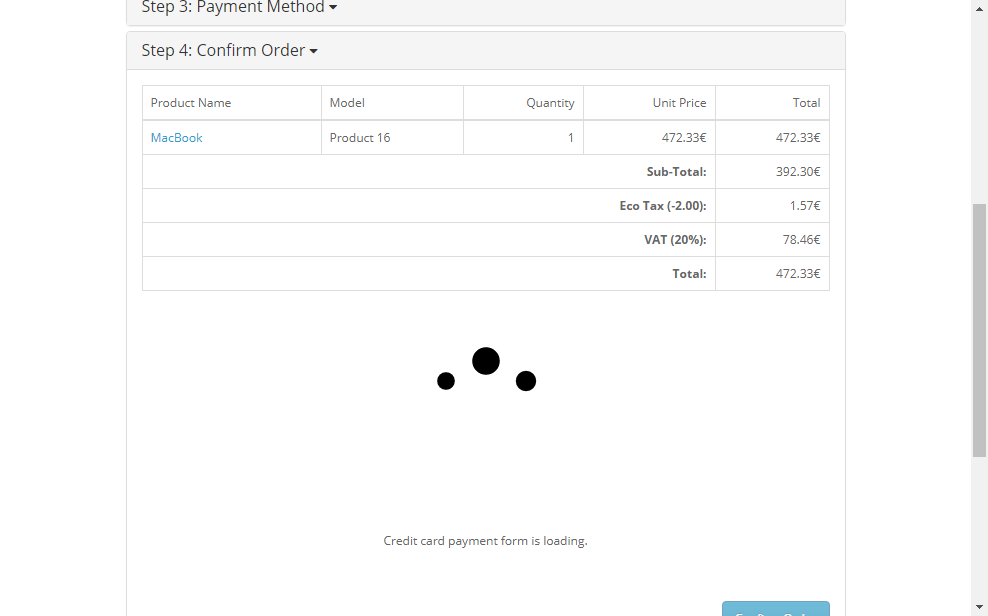 Step 3: Payment Method
Step 4: Confirm Order
Product Name Model Quantity Unit Price Total
MacBook Product 16 1 472.33€ 472.33€
Sub-Total: 392.30€
Eco Tax (-2.00): 1.57€
VAT (20%): 78.46€
Total: 472.33€
Credit card payment form is loading.